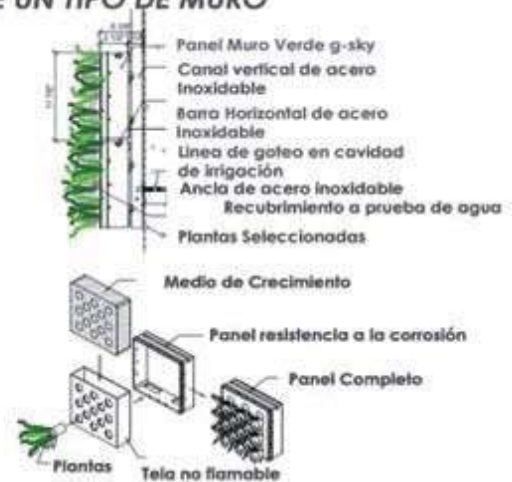 E UN TIPO DE MURO
Panel Muro Verde g-sky
Canal vertical de acero
Inoxidable
Barra Horizontal de acero
Inoxidable
Linea de goteo en cavidad
de irrigación
Ancla de acero inoxidable
Recubrimiento a prueba de agua
Plantas Seleccionadas
Medio de Crecimiento
Panel resistencia a la corrosión
Panel Completo
Plantas
Tela no flamable